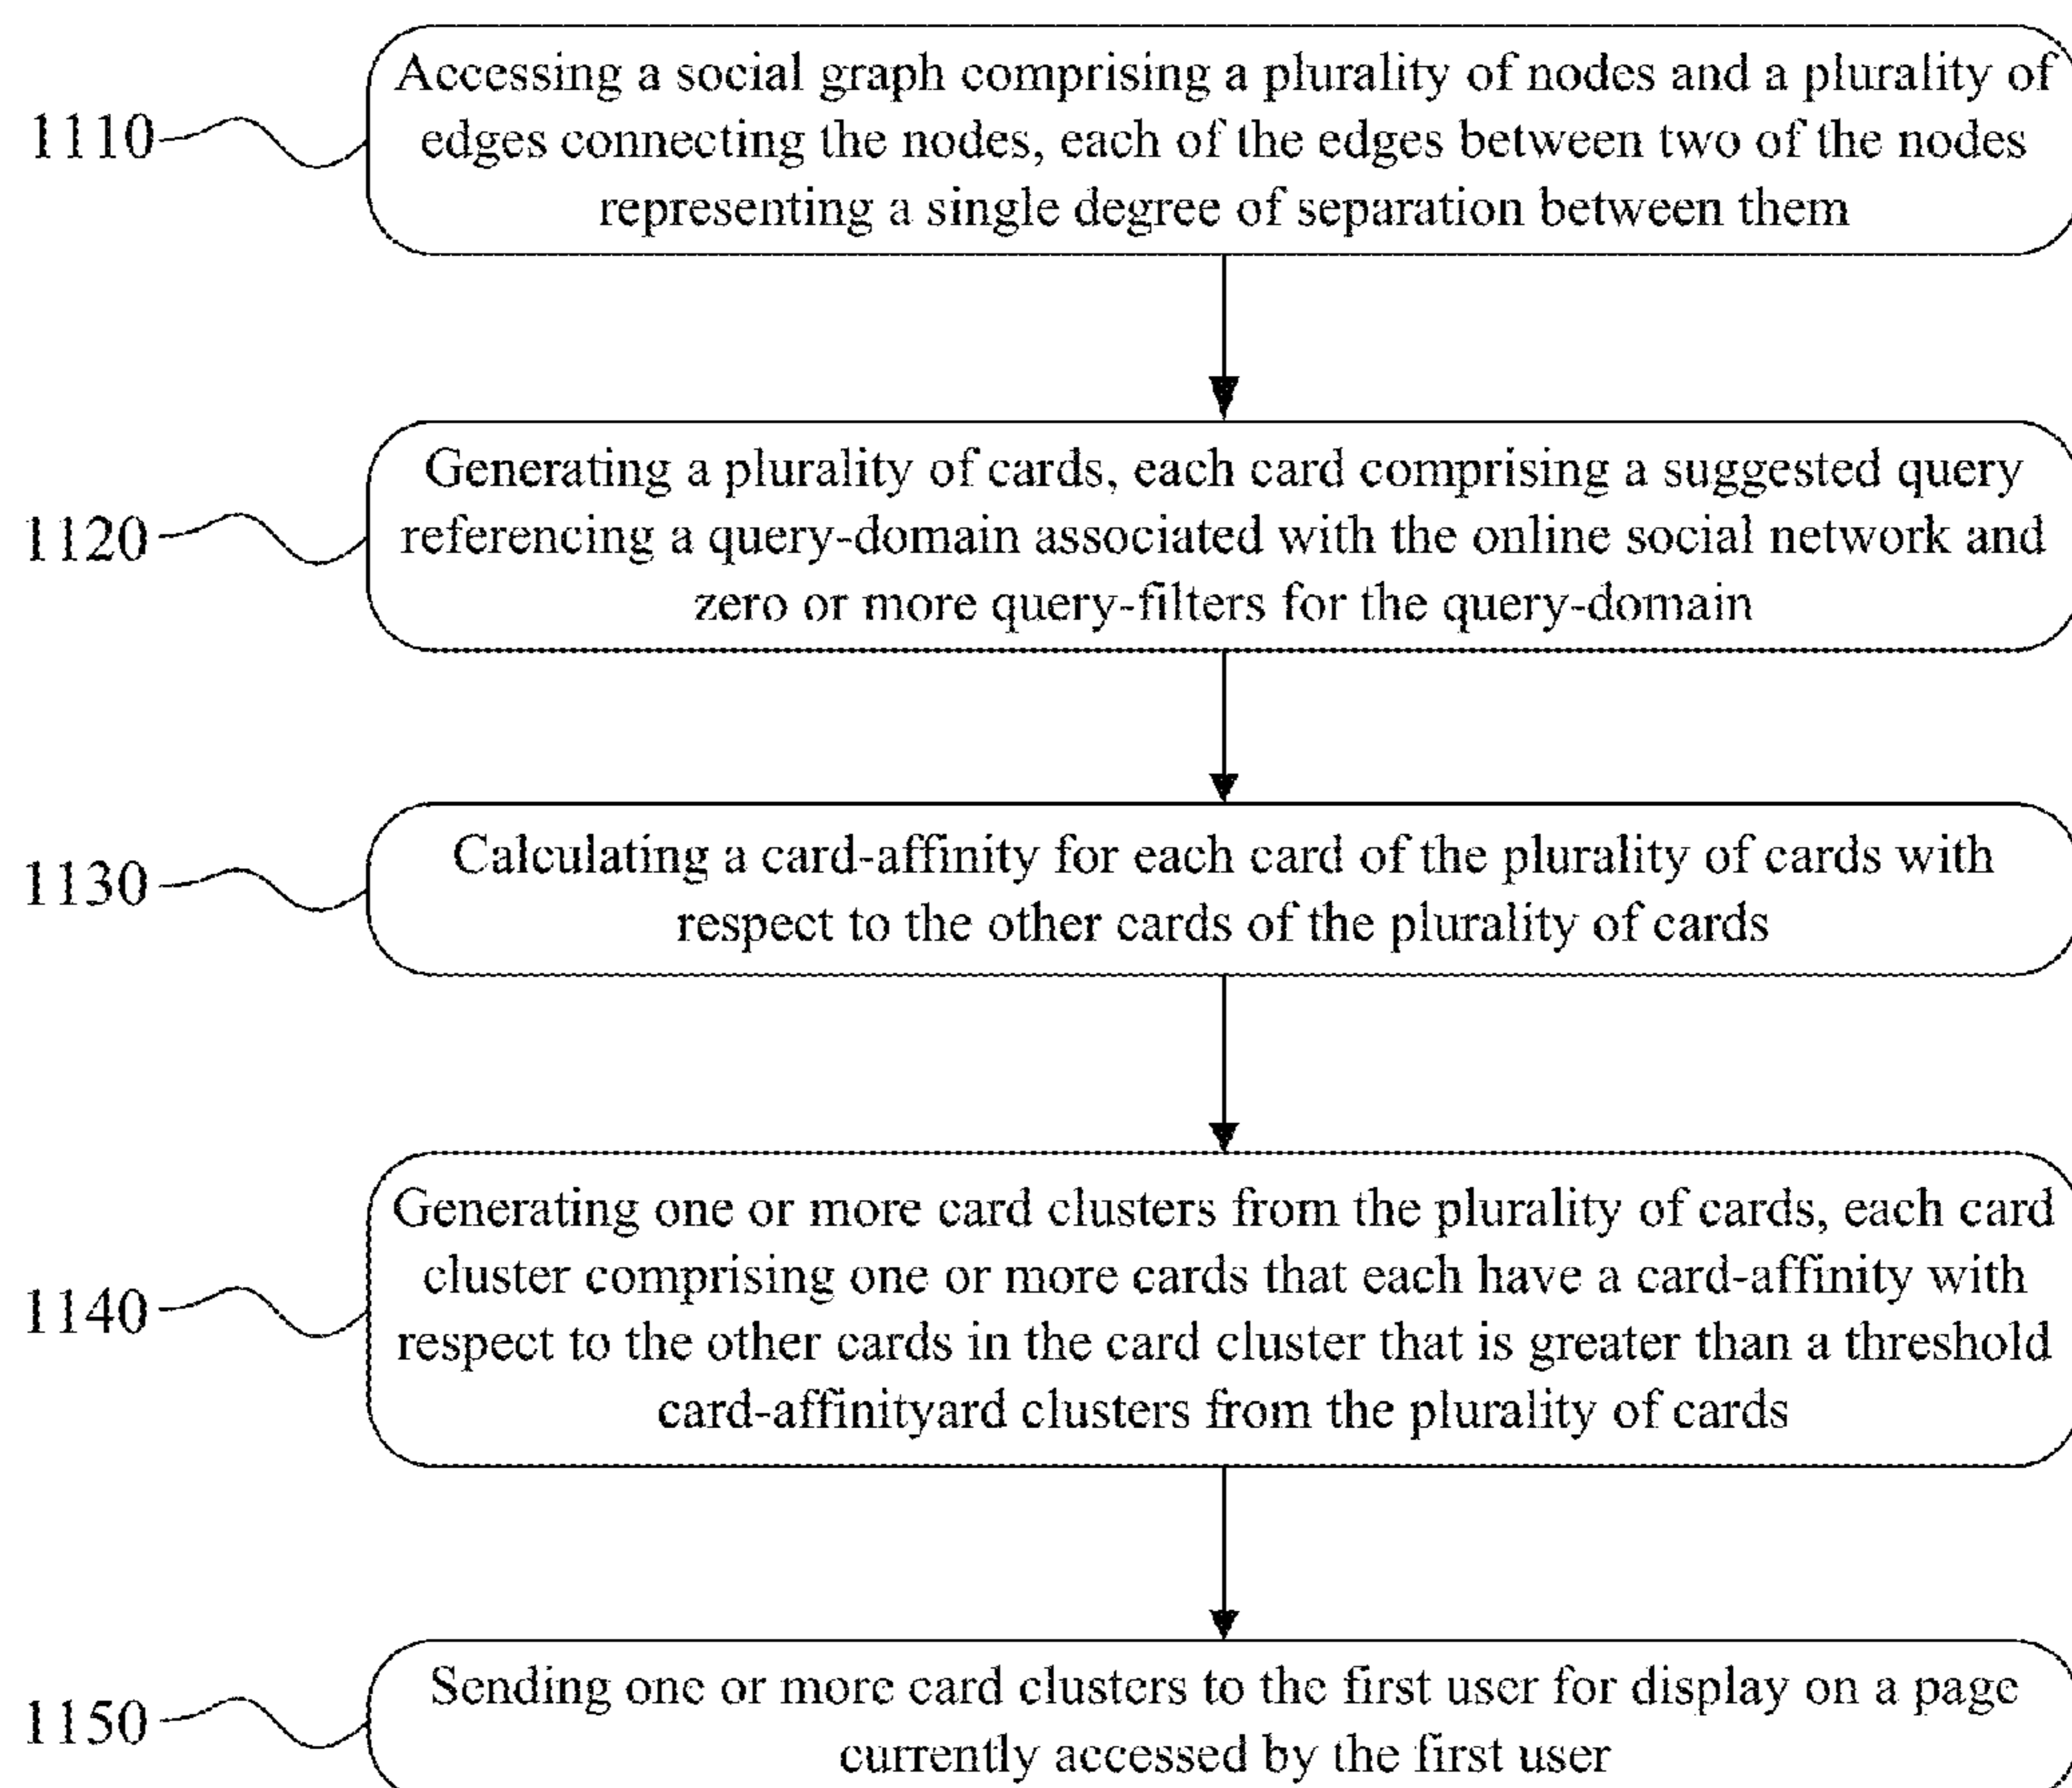 Accessing a social graph comprising a plurality of nodes and a plurality of
1110
edges connecting the nodes, each of the edges between two of the nodes
representing a single degree of separation between them
Generating a plurality of cards, each card comprising a suggested query
1120
referencing a query-domain associated with the online social network and
zero or more query-filters for the query-domain
1130
Calculating a card-affinity for each card of the plurality of cards with
respect to the other cards of the plurality of cards
Generating one or more card clusters from the plurality of cards, each card
cluster comprising one or more cards that each have a card-affinity with
1140
respect to the other cards in the card cluster that is greater than a threshold
card-affinityard clusters from the plurality of cards
1150
Sending one or more card clusters to the first user for display on a page
currently accessed by the first user